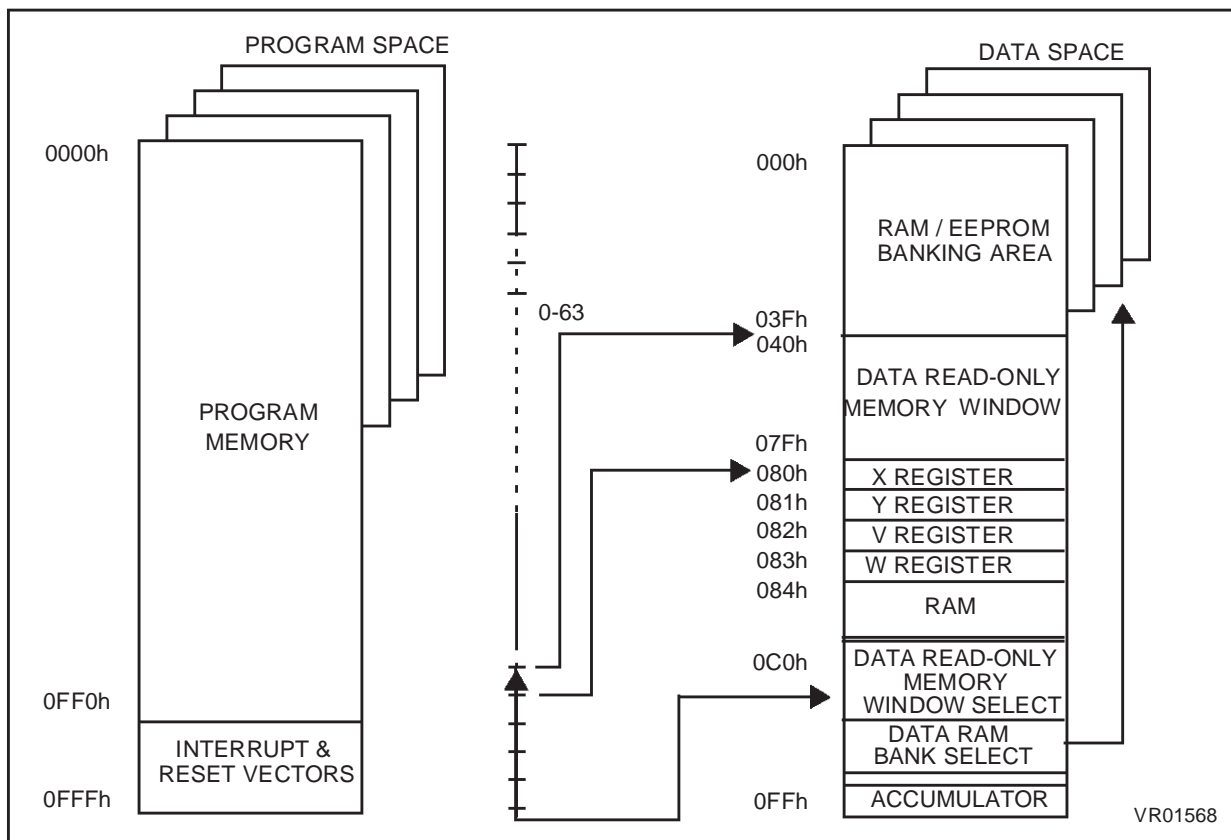 PROGRAM SPACE
0000h
PROGRAM
MEMORY
0FF0h
INTERRUPT &
RESET VECTORS
0FFFh
0-63
DATA SPACE
000h
RAM / EEPROM
BANKING AREA
03Fh
040h
DATA READ-ONLY
MEMORY WINDOW
07Fh
080h
X REGISTER
081h
Y REGISTER
082h
V REGISTER
083h
W REGISTER
084h
RAM
0C0h
DATA READ-ONLY
MEMORY
WINDOW SELECT
DATA RAM
BANK SELECT
0FFh
ACCUMULATOR
VR01568